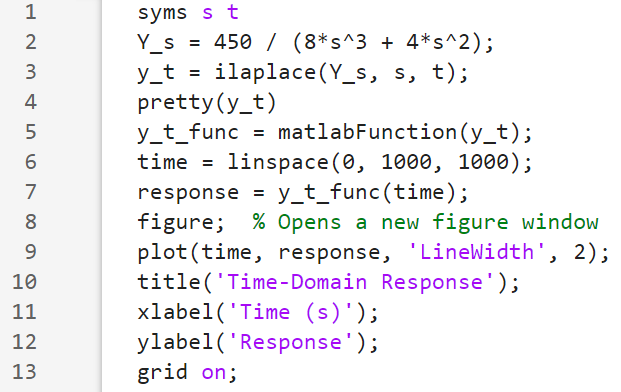 1 syms s t
2 Y_s = 450 / (8*s^3 + 4*s^2);
3 y_t = ilaplace(Y_s, s, t);
4 pretty(y_t)
5 y_t_func = matlabFunction(y_t);
6 time = linspace(0, 1000, 1000);
7 response = y_t_func(time);
8 figure;  % Opens a new figure window
9 plot(time, response, 'LineWidth', 2);
10 title('Time-Domain Response');
11 xlabel('Time (s)');
12 ylabel('Response');
13 grid on;